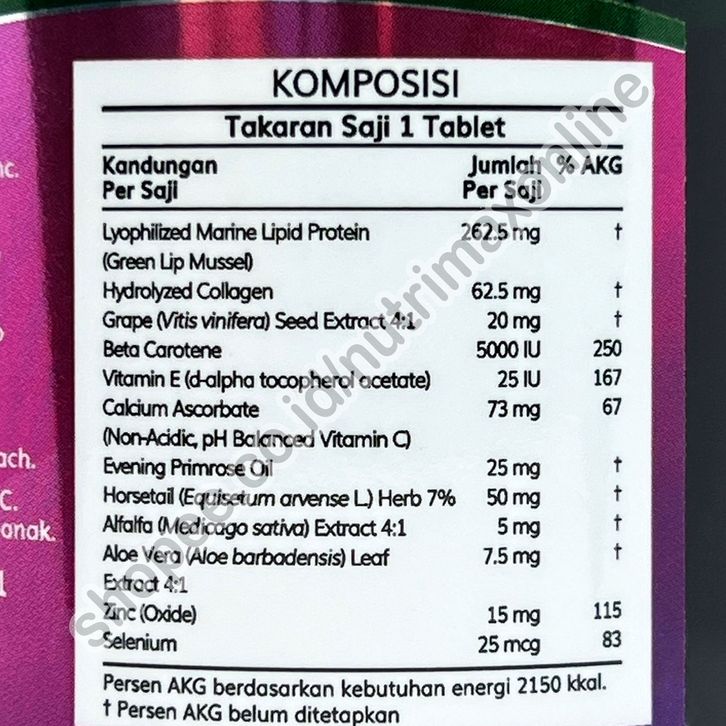 KOMPOSISI
Takaran Saji 1 Tablet
Kandungan Jumlah % AKG
Per Saji Per Saji
Lyophilized Marine Lipid Protein 262.5 mg †
(Green Lip Mussel)
Hydrolyzed Collagen 62.5 mg †
Grape (Vitis vinifera) Seed Extract 4:1 20 mg †
Beta Carotene 5000 IU 250
Vitamin E (d-alpha tocopherol acetate) 25 IU 167
Calcium Ascorbate 73 mg 67
(Non-Acidic, pH Balanced Vitamin C)
Evening Primrose Oil 25 mg †
Horsetail (Equisetum arvense L.) Herb 7% 50 mg †
Alfalfa (Medicago sativa) Extract 4:1 5 mg †
Aloe Vera (Aloe barbadensis) Leaf 7.5 mg †
Extract 4:1
Zinc (Oxide) 15 mg 115
Selenium 25 mcg 83
Persen AKG berdasarkan kebutuhan energi 2150 kkal.
† Persen AKG belum ditetapkan
shopee.co.id/nutrimaxonline
nc.
ach.
C.
anak.